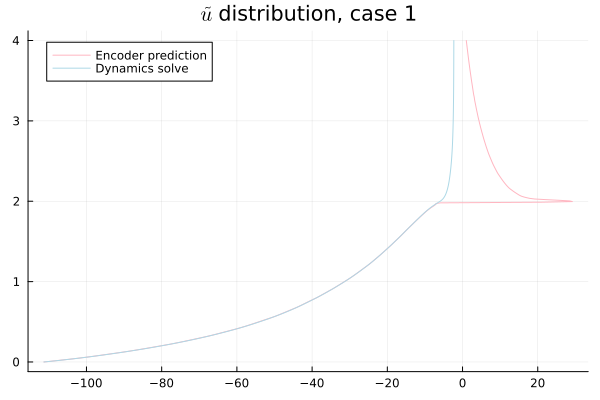 ũ distribution, case 1
Encoder prediction
Dynamics solve
4
3
2
1
0
−100 −80 −60 −40 −20 0 20